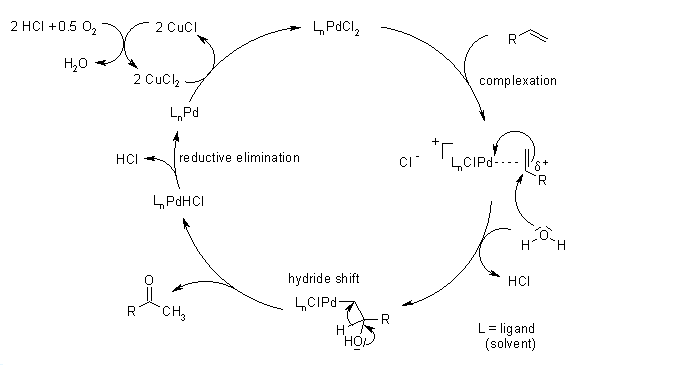 2 HCl + 0.5 O₂
2 CuCl
LₙPdCl₂
R
H₂O
2 CuCl₂
complexation
LₙPd
HCl
reductive elimination
Cl⁻
+
LₙClPd
δ+
R
LₙPdHCl
H O H
HCl
hydride shift
O
R CH₃
LₙClPd
H R
HO
L = ligand
(solvent)